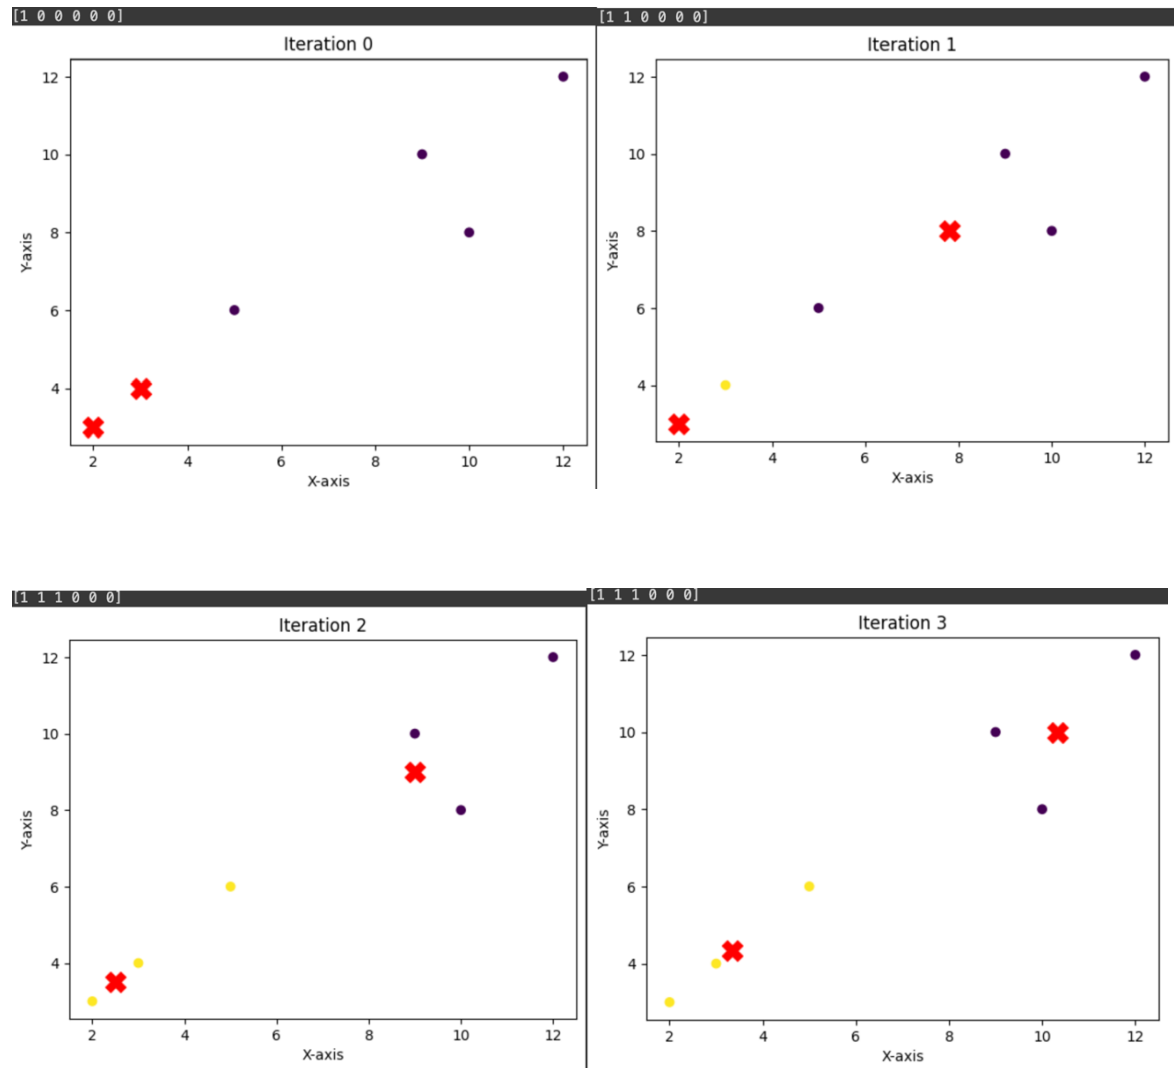 [1 0 0 0 0 0]
Iteration 0
12
10
8
6
4
Y-axis
2 4 6 8 10 12
X-axis
[1 1 0 0 0 0]
Iteration 1
12
10
8
6
4
Y-axis
2 4 6 8 10 12
X-axis
[1 1 1 0 0 0]
Iteration 2
12
10
8
6
4
Y-axis
2 4 6 8 10 12
X-axis
[1 1 1 0 0 0]
Iteration 3
12
10
8
6
4
Y-axis
2 4 6 8 10 12
X-axis